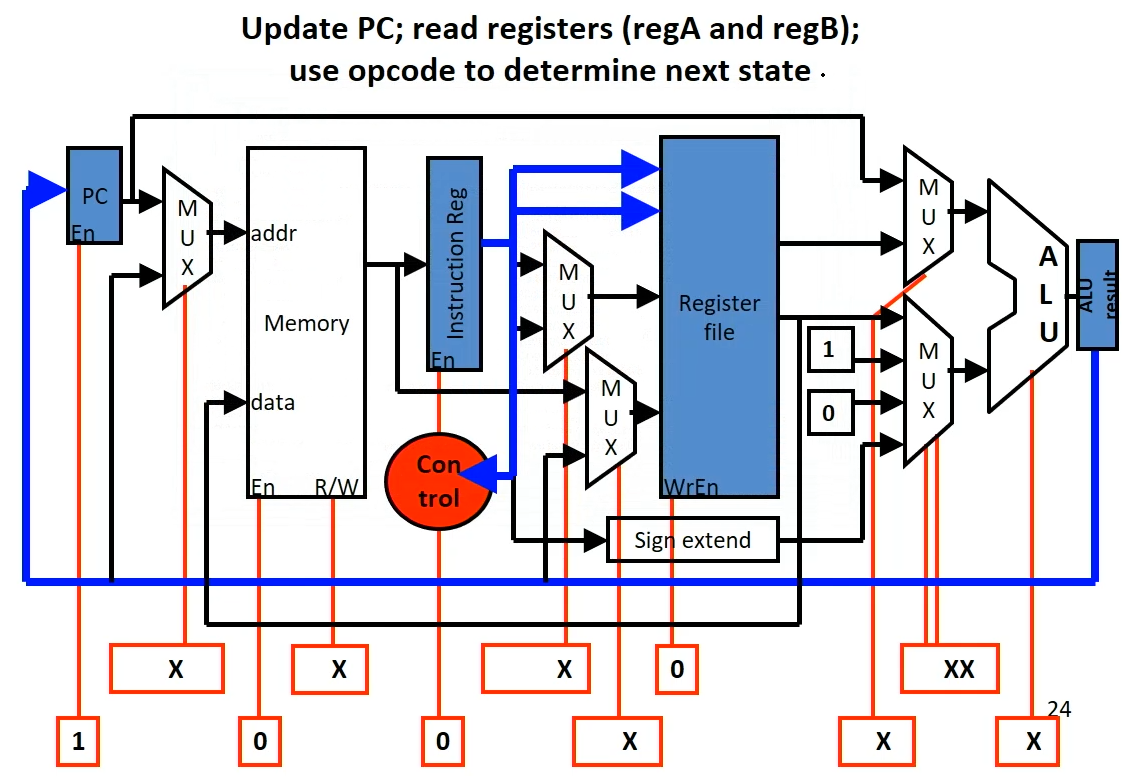 Update PC; read registers (regA and regB);
use opcode to determine next state .
PC
En
M
U
X
addr
data
Memory
En
R/W
Instruction Reg
En
Con
trol
M
U
X
M
U
X
Register
file
WrEn
Sign extend
M
U
X
1
0
M
U
X
A
L
U
ALU
result
X
X
X
0
XX
24
1
0
0
X
X
X